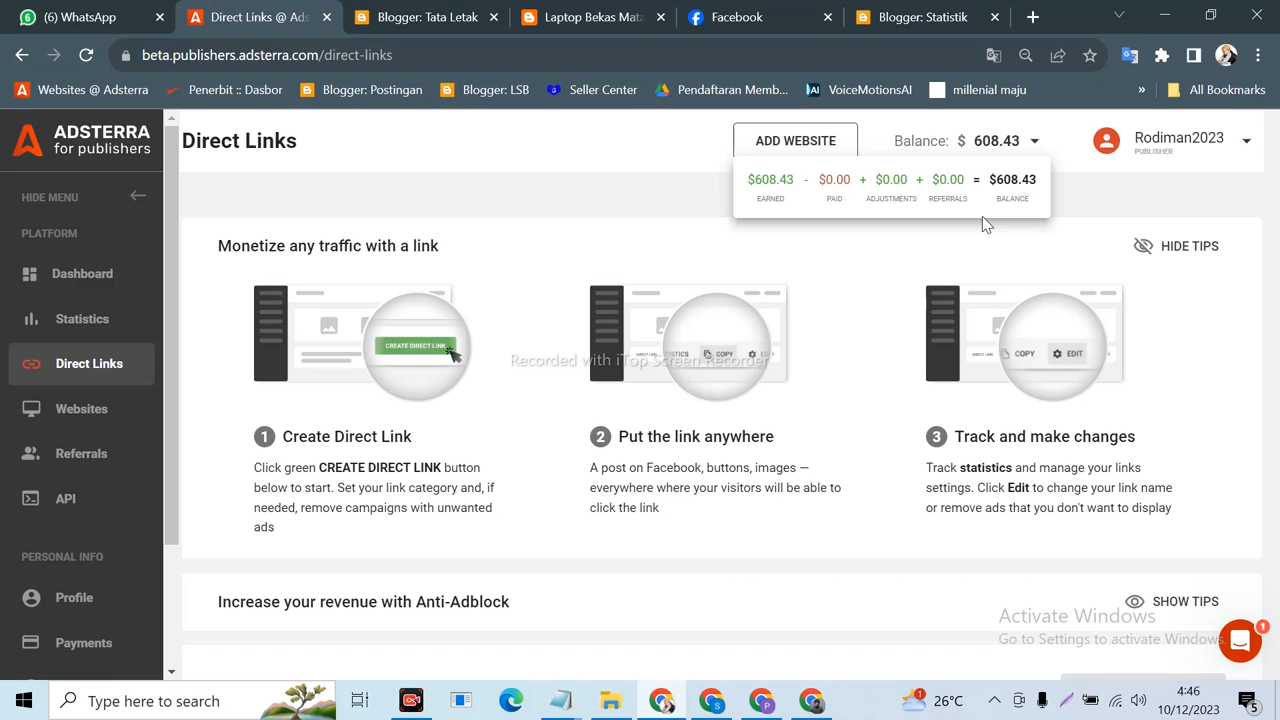 (6) Whatsa
Direct Links @ Ads
Blogger: Tata Letak
Laptop Bekas Mat
Facebook
Blogger: Statistik
beta.publishers.adsterra.com/direct-links
Websites @ Adsterra
Penerbit :: Dasbor
Blogger: Postingan
Blogger: LSB
Seller Center
Pendaftaran Member...
VoiceMotionsAI
millenial maju
»
All Bookmarks
ADSTERRA
for publishers
Direct Links
ADD WEBSITE
Balance: $ 608.43
Rodiman2023
PUBLISHER
$608.43 - $0.00 + $0.00 + $0.00 = $608.43
EARNED PAID ADJUSTMENTS REFERRALS BALANCE
HIDE MENU
PLATFORM
Dashboard
Statistics
Direct Links
Websites
Referrals
API
PERSONAL INFO
Profile
Payments
Monetize any traffic with a link
HIDE TIPS
CREATE DIRECT LINK
COPY
COPY
EDIT
Recorded with iTop Screen Recorder
1 Create Direct Link
Click green CREATE DIRECT LINK button
below to start. Set your link category and, if
needed, remove campaigns with unwanted
ads
2 Put the link anywhere
A post on Facebook, buttons, images —
everywhere where your visitors will be able to
click the link
3 Track and make changes
Track statistics and manage your links
settings. Click Edit to change your link name
or remove ads that you don't want to display
Increase your revenue with Anti-Adblock
SHOW TIPS
Activate Windows
Go to Settings to activate Windows.
1
Type here to search
1
26°C
4:46
10/12/2023
5